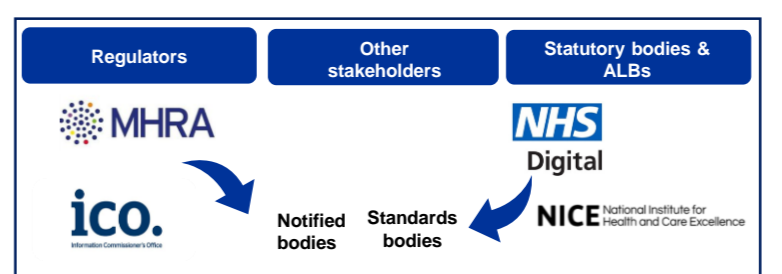 Regulators
Other
stakeholders
Statutory bodies &
ALBs
MHRA
NHS
Digital
ico.
Information Commissioner's Office
Notified
bodies
Standards
bodies
NICE National Institute for
Health and Care Excellence